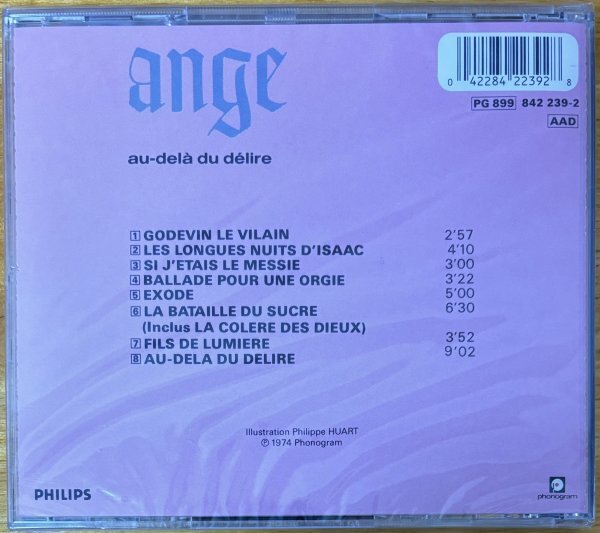 ange
au-delà du délire
0 42284 22392 8
PG 899 842 239-2
AAD
1 GODEVIN LE VILAIN 2'57
2 LES LONGUES NUITS D'ISAAC 4'10
3 SI J'ETAIS LE MESSIE 3'00
4 BALLADE POUR UNE ORGIE 3'22
5 EXODE 5'00
6 LA BATAILLE DU SUCRE 6'30
(Inclus LA COLERE DES DIEUX)
7 FILS DE LUMIERE 3'52
8 AU-DELA DU DELIRE 9'02
Illustration Philippe HUART
℗ 1974 Phonogram
PHILIPS
phonogram